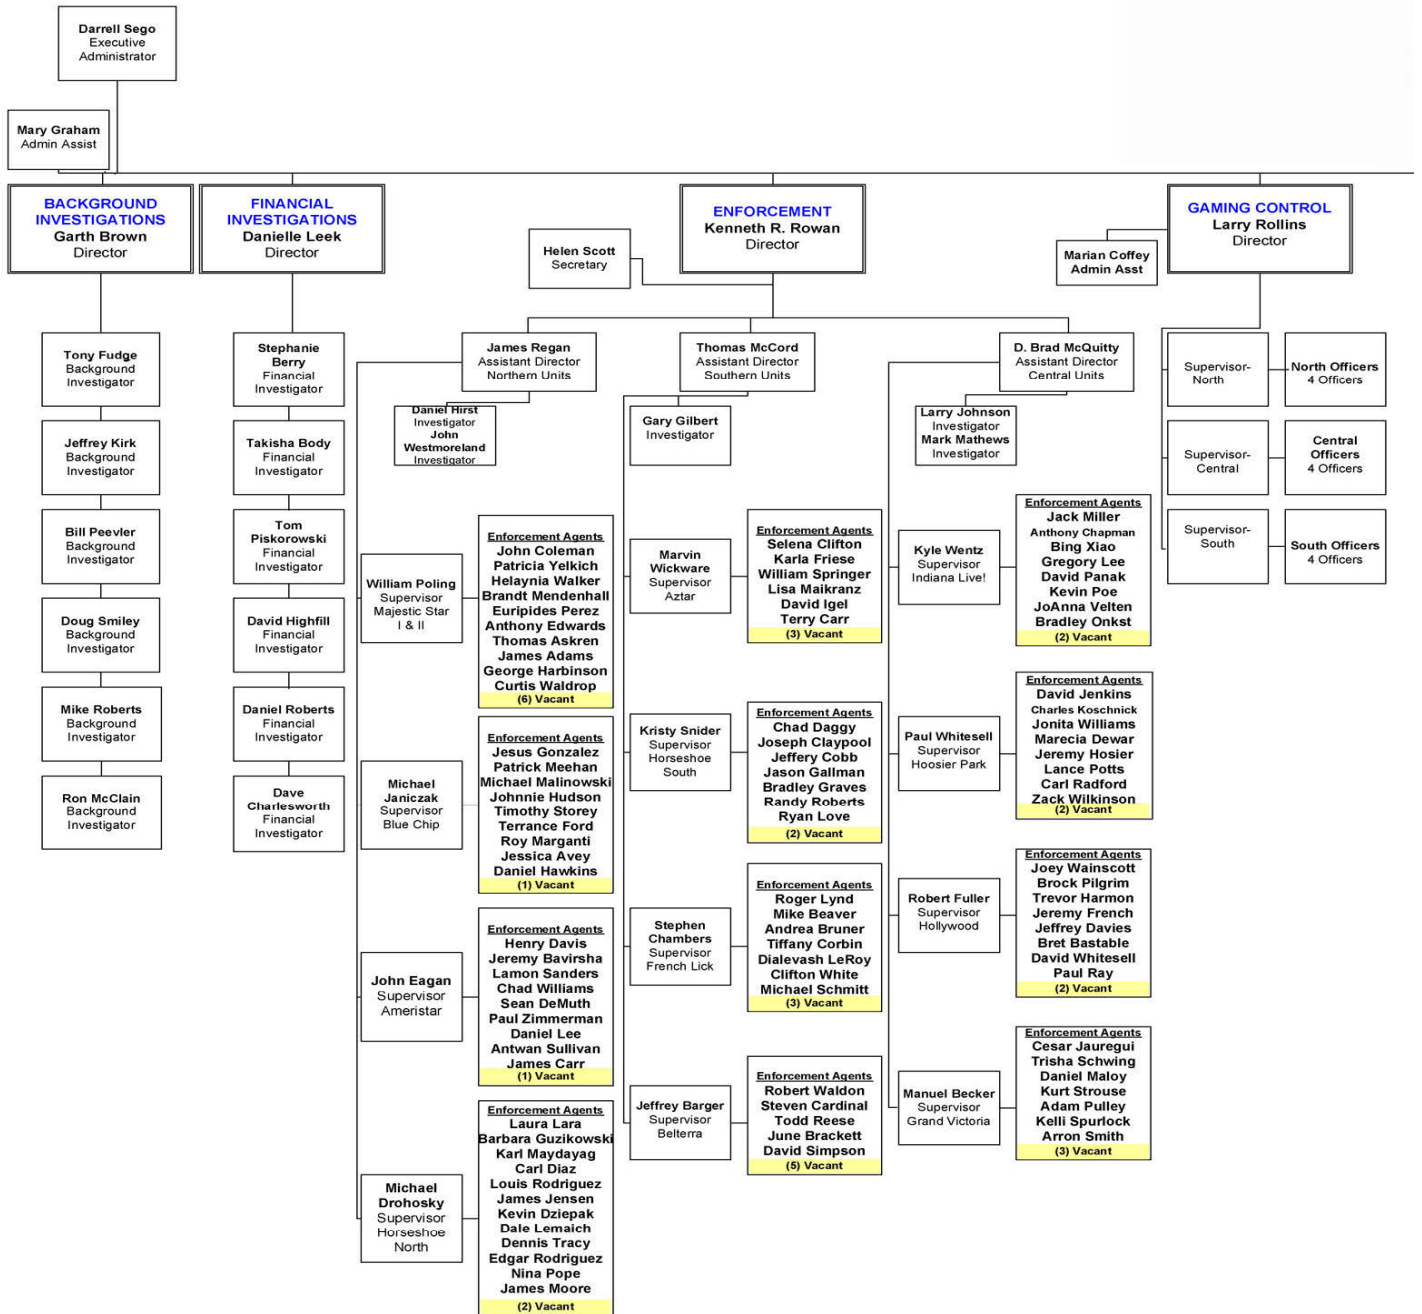 Darrell Sego
Executive
Administrator
Mary Graham
Admin Assist
BACKGROUND
INVESTIGATIONS
Garth Brown
Director
FINANCIAL
INVESTIGATIONS
Danielle Leek
Director
ENFORCEMENT
Kenneth R. Rowan
Director
GAMING CONTROL
Larry Rollins
Director
Helen Scott
Secretary
Marian Coffey
Admin Asst
Tony Fudge
Background
Investigator
Jeffrey Kirk
Background
Investigator
Bill Peevler
Background
Investigator
Doug Smiley
Background
Investigator
Mike Roberts
Background
Investigator
Ron McClain
Background
Investigator
Stephanie
Berry
Financial
Investigator
Takisha Body
Financial
Investigator
Tom
Piskorowski
Financial
Investigator
David Highfill
Financial
Investigator
Daniel Roberts
Financial
Investigator
Dave
Charlesworth
Financial
Investigator
James Regan
Assistant Director
Northern Units
Daniel Hirst
Investigator
John
Westmoreland
Investigator
William Poling
Supervisor
Majestic Star
I & II
Enforcement Agents
John Coleman
Patricia Yelkich
Helaynia Walker
Brandt Mendenhall
Euripides Perez
Anthony Edwards
Thomas Askren
James Adams
George Harbinson
Curtis Waldrop
(6) Vacant
Michael
Janiczak
Supervisor
Blue Chip
Enforcement Agents
Jesus Gonzalez
Patrick Meehan
Michael Malinowski
Johnnie Hudson
Timothy Storey
Terrance Ford
Roy Marganti
Jessica Avey
Daniel Hawkins
(1) Vacant
John Eagan
Supervisor
Ameristar
Enforcement Agents
Henry Davis
Jeremy Bavirsha
Lamon Sanders
Chad Williams
Sean DeMuth
Paul Zimmerman
Daniel Lee
Antwan Sullivan
James Carr
(1) Vacant
Michael
Drohosky
Supervisor
Horseshoe
North
Enforcement Agents
Laura Lara
Barbara Guzikowski
Karl Maydayag
Carl Diaz
Louis Rodriguez
James Jensen
Kevin Dziepak
Dale Lemaich
Dennis Tracy
Edgar Rodriguez
Nina Pope
James Moore
(2) Vacant
Thomas McCord
Assistant Director
Southern Units
Gary Gilbert
Investigator
Marvin
Wickware
Supervisor
Aztar
Enforcement Agents
Selena Clifton
Karla Friese
William Springer
Lisa Maikranz
David Igel
Terry Carr
(3) Vacant
Kristy Snider
Supervisor
Horseshoe
South
Enforcement Agents
Chad Daggy
Joseph Claypool
Jeffery Cobb
Jason Gallman
Bradley Graves
Randy Roberts
Ryan Love
(2) Vacant
Stephen
Chambers
Supervisor
French Lick
Enforcement Agents
Roger Lynd
Mike Beaver
Andrea Bruner
Tiffany Corbin
Dialevash LeRoy
Clifton White
Michael Schmitt
(3) Vacant
Jeffrey Barger
Supervisor
Belterra
Enforcement Agents
Robert Waldon
Steven Cardinal
Todd Reese
June Brackett
David Simpson
(5) Vacant
D. Brad McQuitty
Assistant Director
Central Units
Larry Johnson
Investigator
Mark Mathews
Investigator
Kyle Wentz
Supervisor
Indiana Live!
Enforcement Agents
Jack Miller
Anthony Chapman
Bing Xiao
Gregory Lee
David Panak
Kevin Poe
JoAnna Velten
Bradley Onkst
(2) Vacant
Paul Whitesell
Supervisor
Hoosier Park
Enforcement Agents
David Jenkins
Charles Koschnick
Jonita Williams
Marecia Dewar
Jeremy Hosier
Lance Potts
Carl Radford
Zack Wilkinson
(2) Vacant
Robert Fuller
Supervisor
Hollywood
Enforcement Agents
Joey Wainscott
Brock Pilgrim
Trevor Harmon
Jeremy French
Jeffrey Davies
Bret Bastable
David Whitesell
Paul Ray
(2) Vacant
Manuel Becker
Supervisor
Grand Victoria
Enforcement Agents
Cesar Jauregui
Trisha Schwing
Daniel Maloy
Kurt Strouse
Adam Pulley
Kelli Spurlock
Arron Smith
(3) Vacant
Supervisor-
North
North Officers
4 Officers
Supervisor-
Central
Central
Officers
4 Officers
Supervisor-
South
South Officers
4 Officers